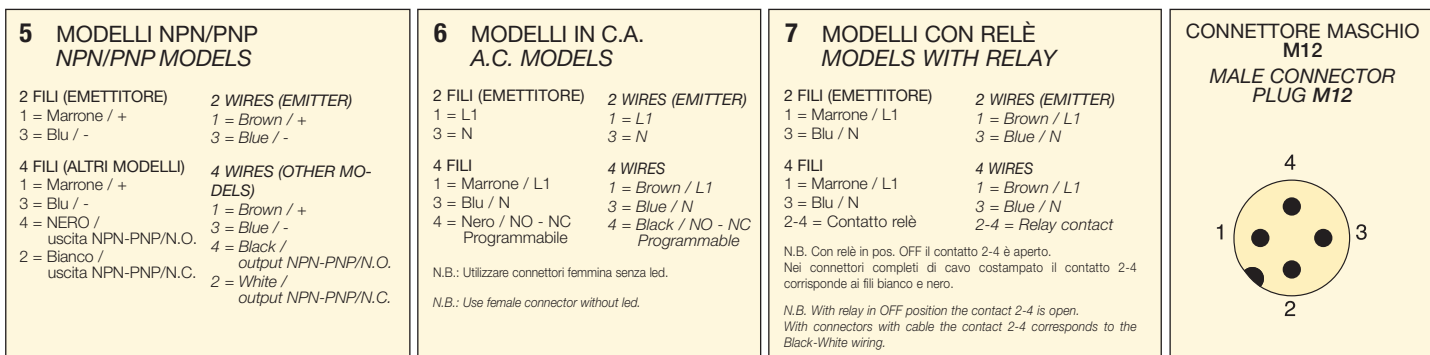 5 MODELLI NPN/PNP
NPN/PNP MODELS
2 FILI (EMETTITORE)
1 = Marrone / +
3 = Blu / -
4 FILI (ALTRI MODELLI)
1 = Marrone / +
3 = Blu / -
4 = NERO /
uscita NPN-PNP/N.O.
2 = Bianco /
uscita NPN-PNP/N.C.
2 WIRES (EMITTER)
1 = Brown / +
3 = Blue / -
4 WIRES (OTHER MO-
DELS)
1 = Brown / +
3 = Blue / -
4 = Black /
output NPN-PNP/N.O.
2 = White /
output NPN-PNP/N.C.
6 MODELLI IN C.A.
A.C. MODELS
2 FILI (EMETTITORE)
1 = L1
3 = N
4 FILI
1 = Marrone / L1
3 = Blu / N
4 = Nero / NO - NC
Programmabile
2 WIRES (EMITTER)
1 = L1
3 = N
4 WIRES
1 = Brown / L1
3 = Blue / N
4 = Black / NO - NC
Programmable
N.B.: Utilizzare connettori femmina senza led.
N.B.: Use female connector without led.
7 MODELLI CON RELÈ
MODELS WITH RELAY
2 FILI (EMETTITORE)
1 = Marrone / L1
3 = Blu / N
4 FILI
1 = Marrone / L1
3 = Blu / N
2-4 = Contatto relè
2 WIRES (EMITTER)
1 = Brown / L1
3 = Blue / N
4 WIRES
1 = Brown / L1
3 = Blue / N
2-4 = Relay contact
N.B. Con relè in pos. OFF il contatto 2-4 è aperto.
Nei connettori completi di cavo costampato il contatto 2-4
corrisponde ai fili bianco e nero.
N.B. With relay in OFF position the contact 2-4 is open.
With connectors with cable the contact 2-4 corresponds to the
Black-White wiring.
CONNETTORE MASCHIO
M12
MALE CONNECTOR
PLUG M12
4
1
3
2